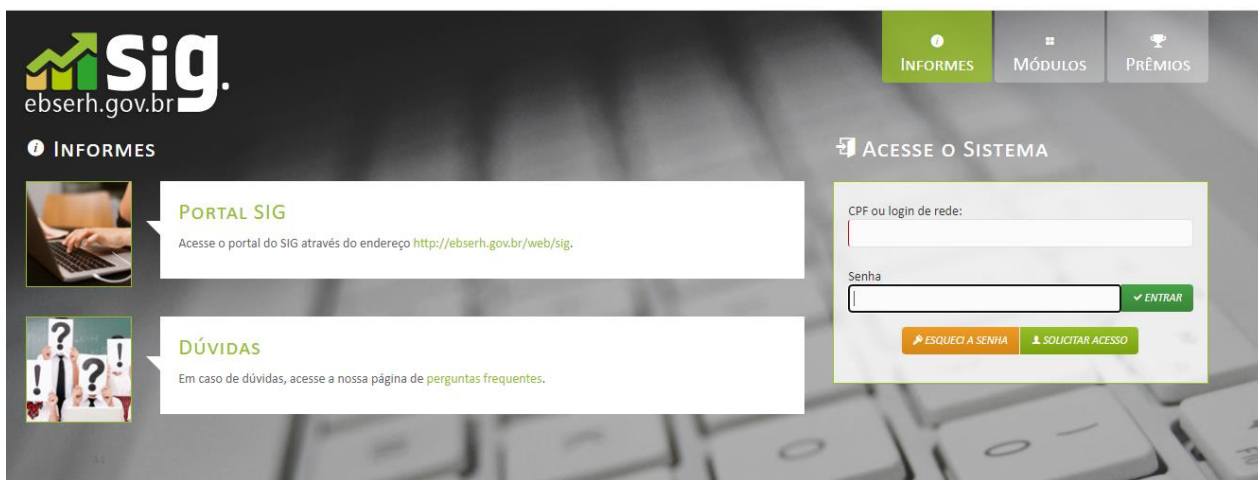 Sig.
ebserh.gov.br
INFORMES
MÓDULOS
PRÊMIOS
INFORMES
PORTAL SIG
Acesse o portal do SIG através do endereço http://ebserh.gov.br/web/sig.
DÚVIDAS
Em caso de dúvidas, acesse a nossa página de perguntas frequentes.
ACESSE O SISTEMA
CPF ou login de rede:
Senha
ENTRAR
ESQUECI A SENHA
SOLICITAR ACESSO